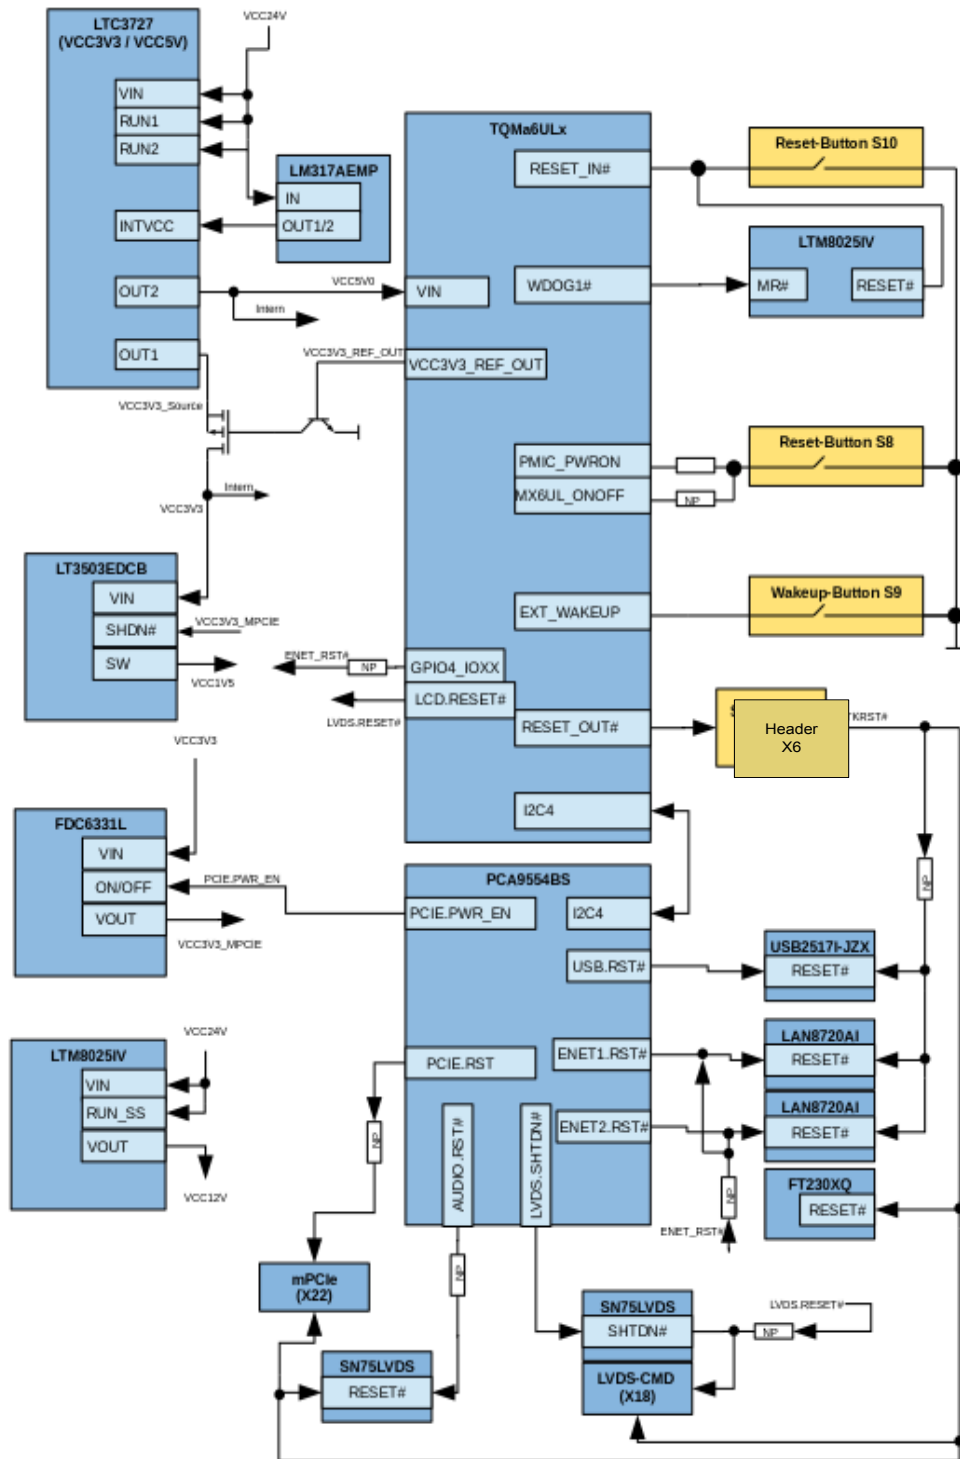 VCC24V
LTC3727
(VCC3V3 / VCC5V)
VIN
RUN1
RUN2
INTVCC
OUT2
OUT1
LM317AEMP
IN
OUT1/2
VCC5V0
Intern
VCC3V3_REF_OUT
VCC3V3_Source
Intern
VCC3V3
TQMa6ULx
RESET_IN#
VIN
WDOG1#
VCC3V3_REF_OUT
PMIC_PWRON
MX6UL_ONOFF
NP
EXT_WAKEUP
GPIO4_IOXX
LCD.RESET#
RESET_OUT#
I2C4
Reset-Button S10
LTM8025IV
MR#
RESET#
Reset-Button S8
Wakeup-Button S9
LT3503EDCB
VIN
SHDN#
SW
VCC3V3_MPCIE
VCC1V5
ENET_RST#
NP
LVDS.RESET#
Header
X6
KRST#
VCC3V3
FDC6331L
VIN
ON/OFF
VOUT
PCIE.PWR_EN
VCC3V3_MPCIE
PCA9554BS
PCIE.PWR_EN
I2C4
USB.RST#
PCIE.RST
ENET1.RST#
ENET2.RST#
AUDIO.RST#
LVDS.SHTDN#
NP
USB2517I-JZX
RESET#
LAN8720AI
RESET#
LAN8720AI
RESET#
FT230XQ
RESET#
NP
ENET_RST#
VCC24V
LTM8025IV
VIN
RUN_SS
VOUT
VCC12V
NP
NP
mPCIe
(X22)
SN75LVDS
RESET#
SN75LVDS
SHTDN#
LVDS-CMD
(X18)
LVDS.RESET#
NP